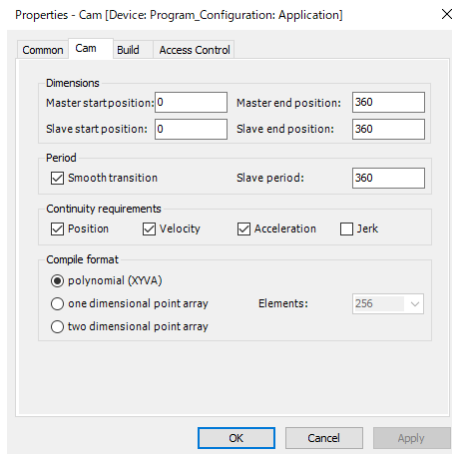 Properties - Cam [Device: Program_Configuration: Application]
Common Cam Build Access Control
Dimensions
Master start position: 0 Master end position: 360
Slave start position: 0 Slave end position: 360
Period
Smooth transition Slave period: 360
Continuity requirements
Position Velocity Acceleration Jerk
Compile format
polynomial (XYVA)
one dimensional point array Elements: 256
two dimensional point array
OK Cancel Apply